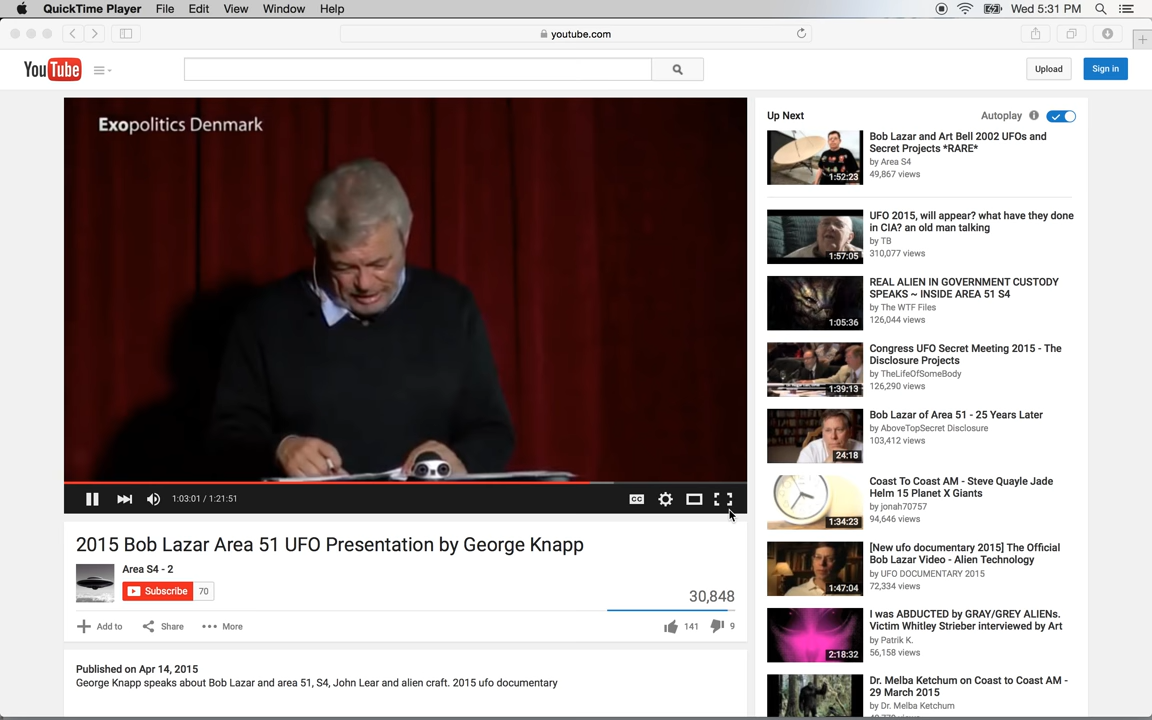 QuickTime Player File Edit View Window Help Wed 5:31 PM
youtube.com
YouTube
Upload
Sign in
Exopolitics Denmark
1:03:01 / 1:21:51
CC
2015 Bob Lazar Area 51 UFO Presentation by George Knapp
Area S4 - 2
Subscribe 70
30,848
Add to Share More 141 9
Published on Apr 14, 2015
George Knapp speaks about Bob Lazar and area 51, S4, John Lear and alien craft. 2015 ufo documentary
Up Next Autoplay
1:52:23
Bob Lazar and Art Bell 2002 UFOs and
Secret Projects *RARE*
by Area S4
49,867 views
1:57:05
UFO 2015, will appear? what have they done
in CIA? an old man talking
by TB
310,077 views
1:05:36
REAL ALIEN IN GOVERNMENT CUSTODY
SPEAKS ~ INSIDE AREA 51 S4
by The WTF Files
126,044 views
1:39:13
Congress UFO Secret Meeting 2015 - The
Disclosure Projects
by TheLifeOfSomeBody
126,290 views
24:18
Bob Lazar of Area 51 - 25 Years Later
by AboveTopSecret Disclosure
103,412 views
1:34:23
Coast To Coast AM - Steve Quayle Jade
Helm 15 Planet X Giants
by jonah70757
94,646 views
1:47:04
[New ufo documentary 2015] The Official
Bob Lazar Video - Alien Technology
by UFO DOCUMENTARY 2015
72,334 views
2:18:32
I was ABDUCTED by GRAY/GREY ALIENs.
Victim Whitley Strieber interviewed by Art
by Patrik K.
56,158 views
Dr. Melba Ketchum on Coast to Coast AM -
29 March 2015
by Dr. Melba Ketchum